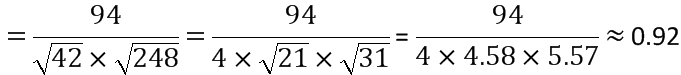 = 94 / √42 × √248 = 94 / 4 × √21 × √31 = 94 / 4 × 4.58 × 5.57 ≈ 0.92